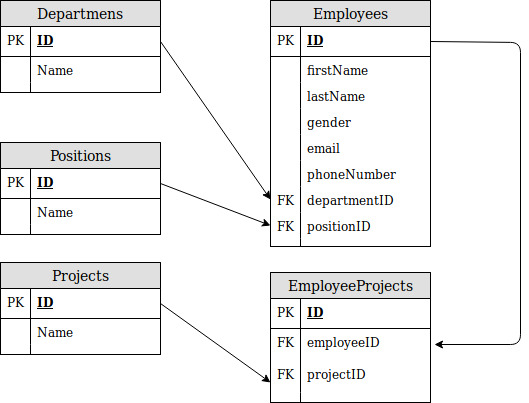 Departmens
PK ID
Name
Employees
PK ID
firstName
lastName
gender
email
phoneNumber
FK departmentID
FK positionID
Positions
PK ID
Name
Projects
PK ID
Name
EmployeeProjects
PK ID
FK employeeID
FK projectID